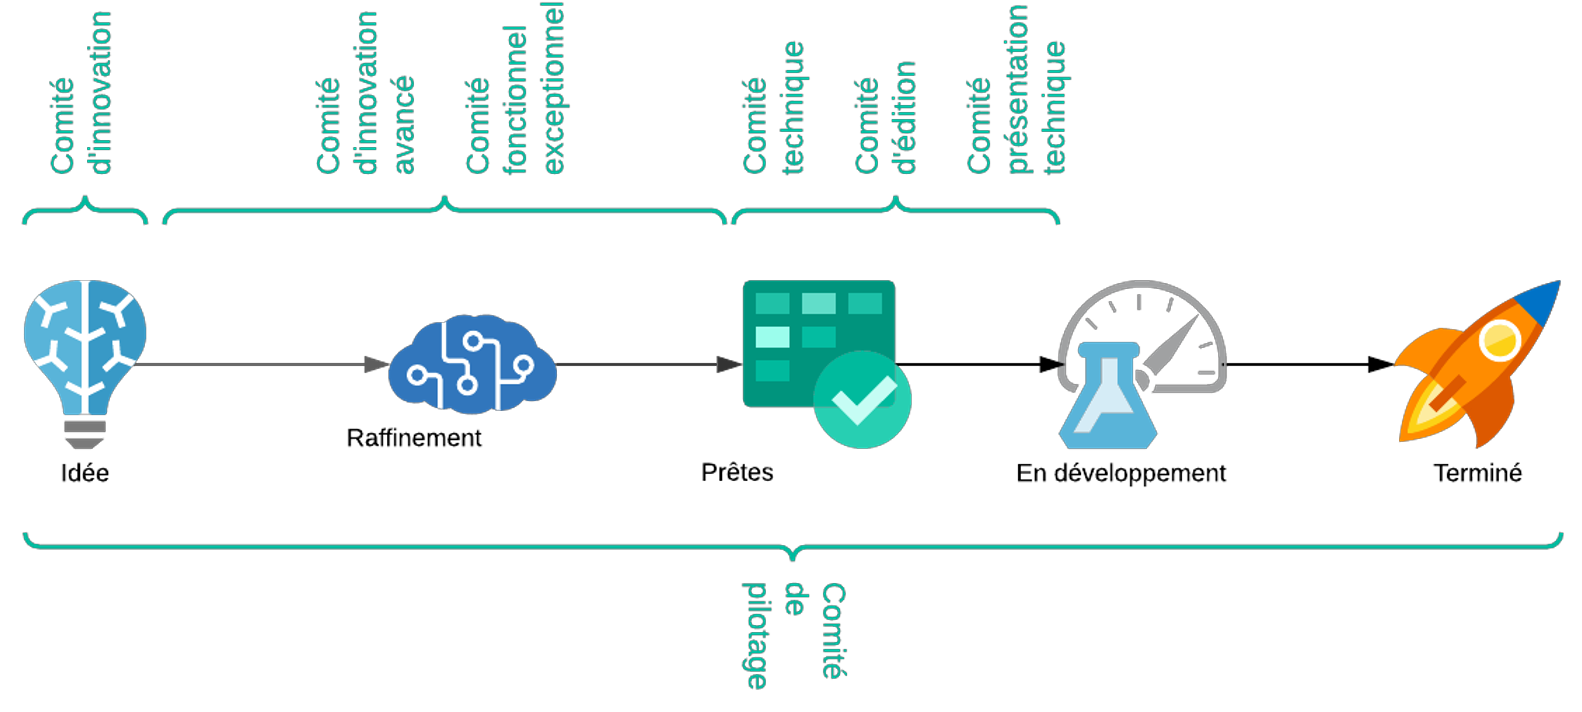 Comité
d'innovation
Comité
d'innovation
avancé
Comité
fonctionnel
exceptionnel
Comité
technique
Comité
d'édition
Comité
présentation
technique
Idée
Raffinement
Prêtes
En développement
Terminé
Comité
de
pilotage